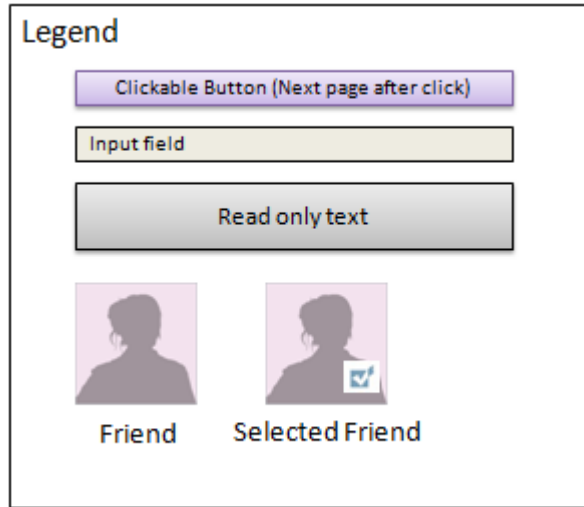 Legend
Clickable Button (Next page after click)
Input field
Read only text
Friend
Selected Friend